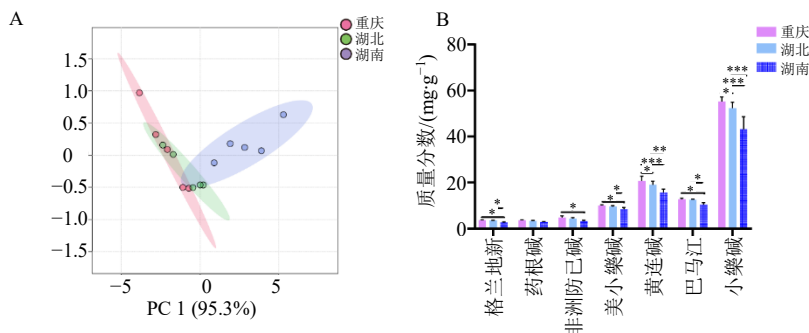 A
重庆
湖北
湖南
1.5
1.0
0.5
0
−0.5
−1.0
−1.5
−5
0
5
PC 1 (95.3%)
B
重庆
湖北
湖南
质量分数/(mg·g⁻¹)
80
60
40
20
0
*
*
*
*
*
***
*
**
*
*
***
***
*
格兰地新
药根碱
非洲防已碱
美小檗碱
黄连碱
巴马江
小檗碱